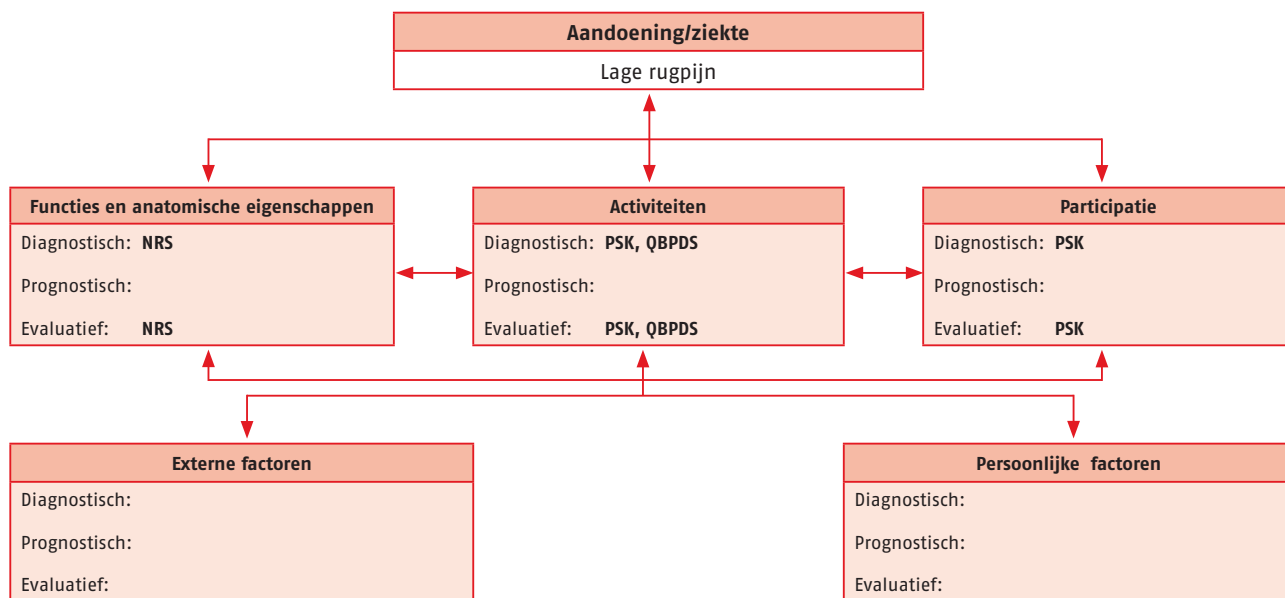 Aandoening/ziekte
Lage rugpijn
Functies en anatomische eigenschappen
Diagnostisch: NRS
Prognostisch:
Evaluatief: NRS
Activiteiten
Diagnostisch: PSK, QBPDS
Prognostisch:
Evaluatief: PSK, QBPDS
Participatie
Diagnostisch: PSK
Prognostisch:
Evaluatief: PSK
Externe factoren
Diagnostisch:
Prognostisch:
Evaluatief:
Persoonlijke factoren
Diagnostisch:
Prognostisch:
Evaluatief: